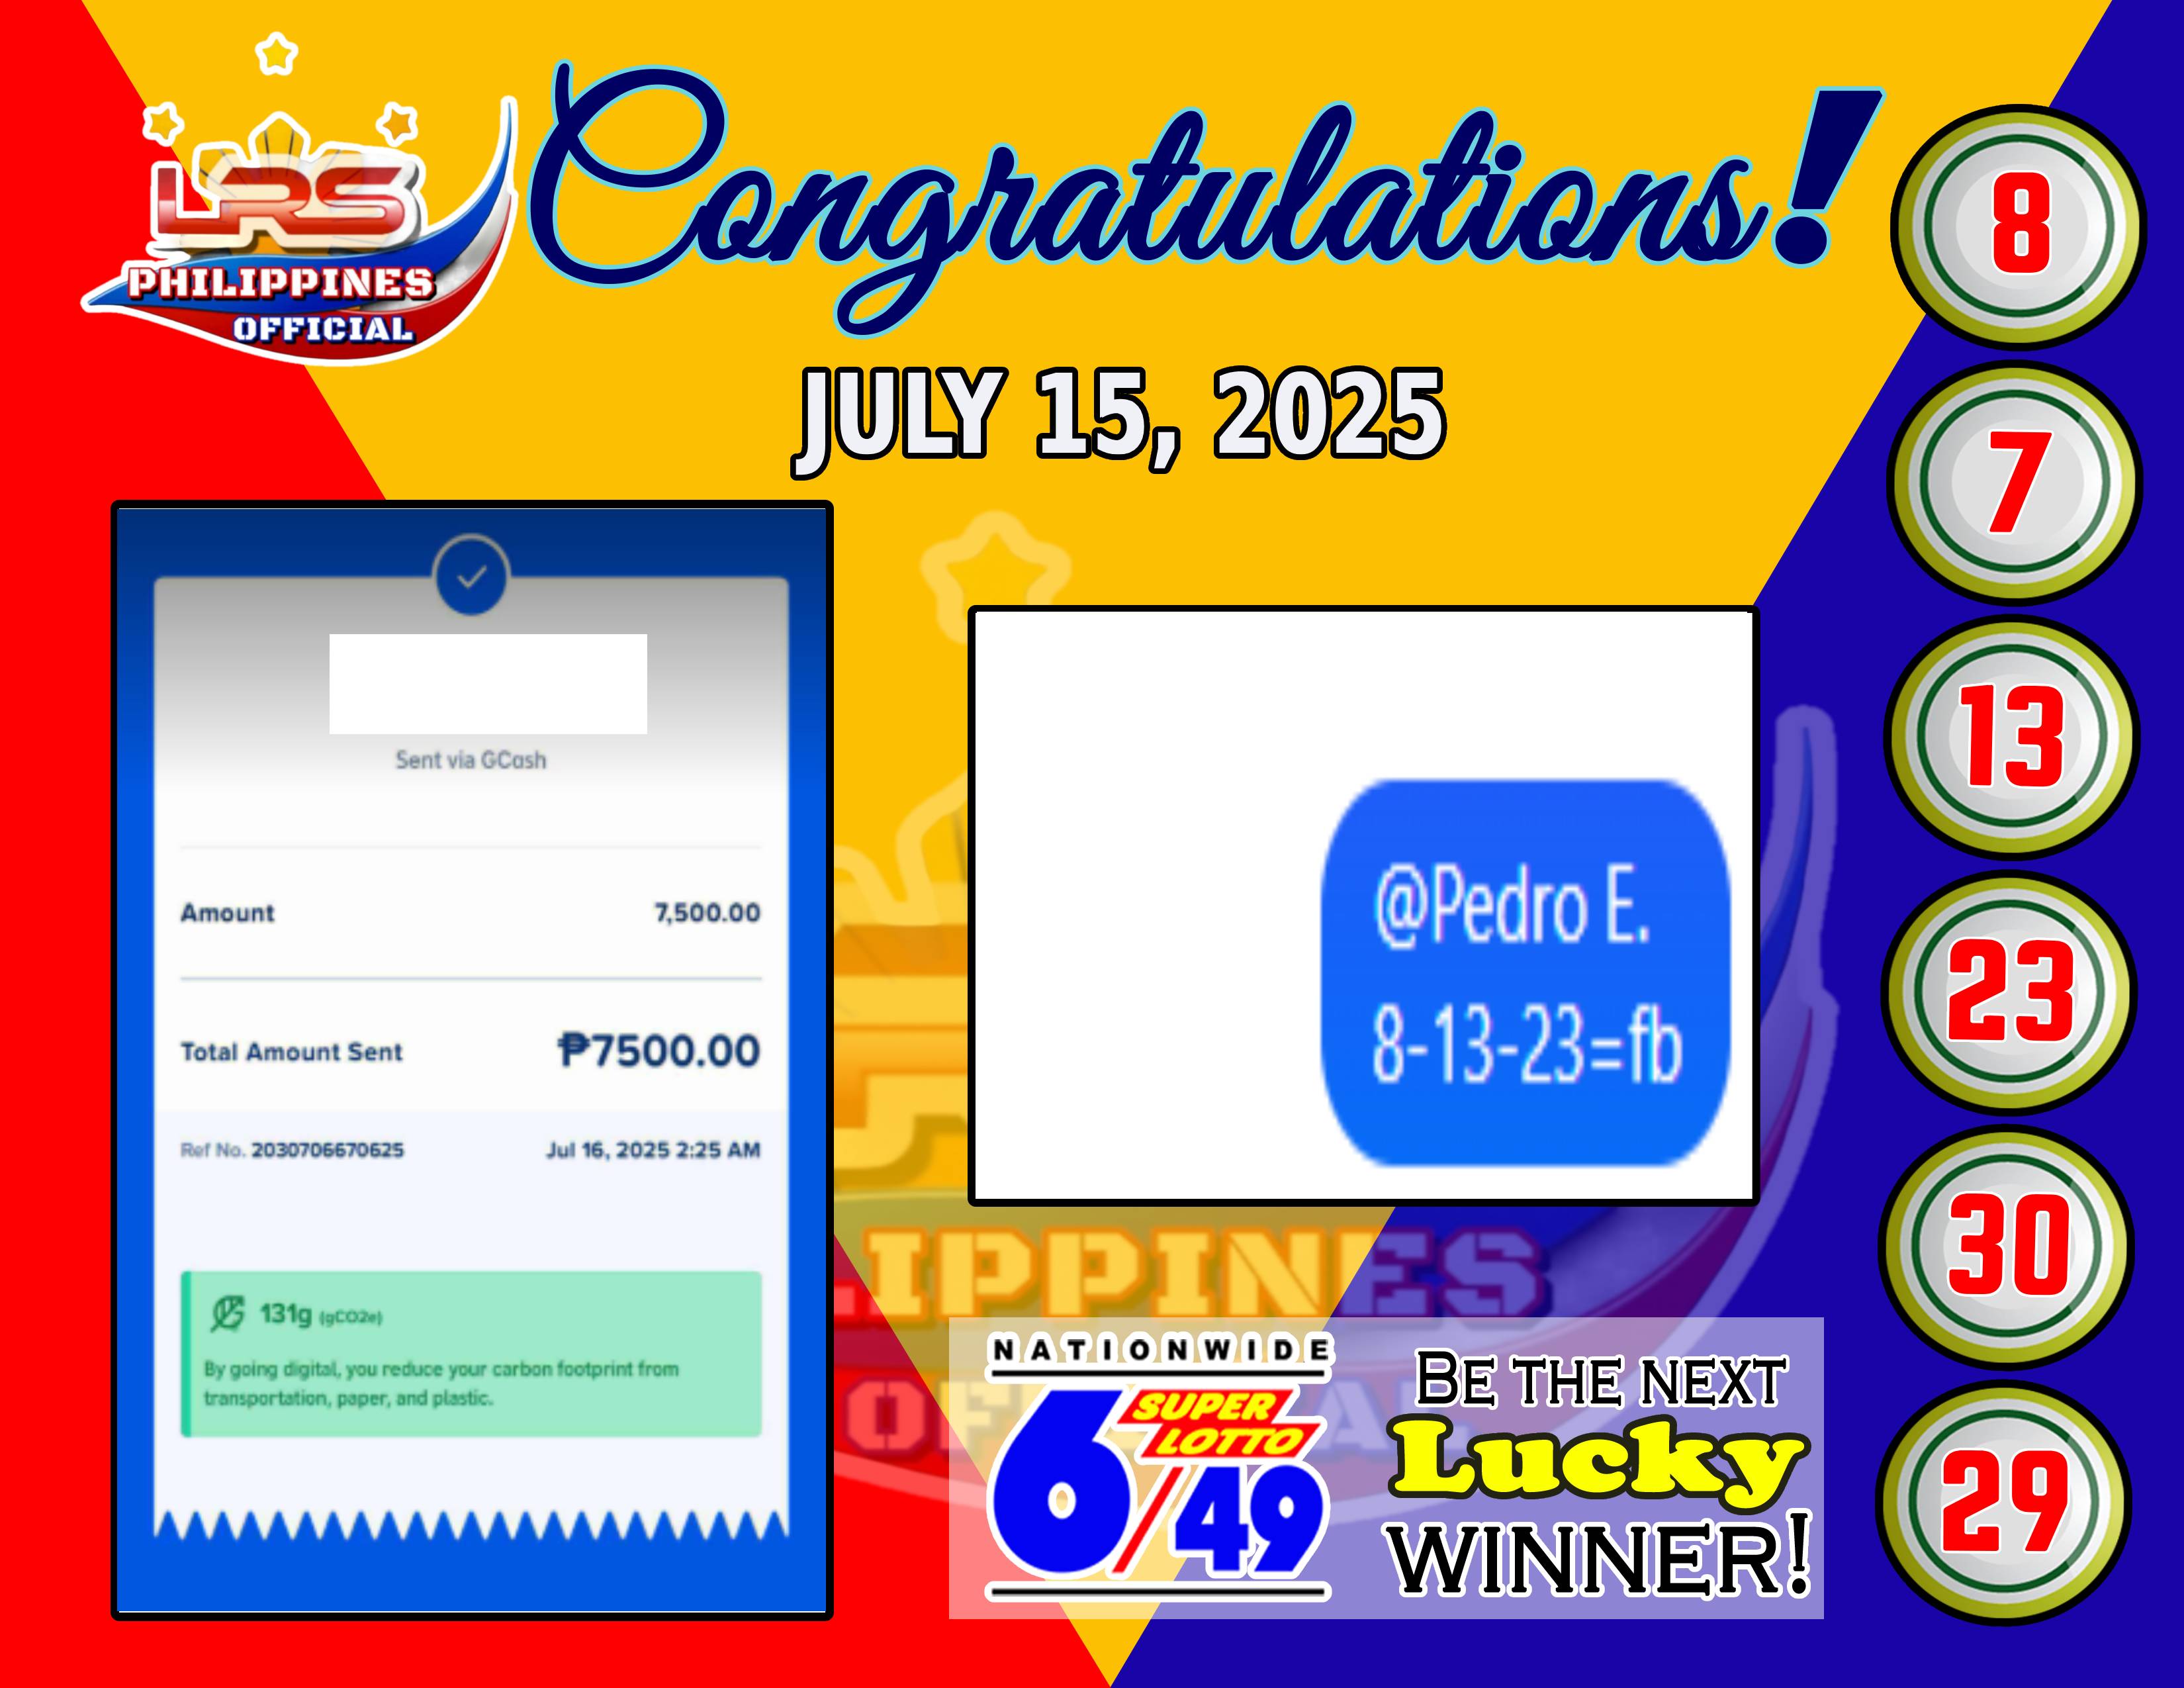 LRS
PHILIPPINES
OFFICIAL
Congratulations!
JULY 15, 2025
Sent via GCash
Amount 7,500.00
Total Amount Sent ₱7500.00
Ref No. 2030706670625 Jul 16, 2025 2:25 AM
131g (gCO2e)
By going digital, you reduce your carbon footprint from
transportation, paper, and plastic.
@Pedro E.
8-13-23=fb
IPPINES
NATIONWIDE
SUPER
LOTTO
6/49
BE THE NEXT
Lucky
WINNER!
8
7
13
23
30
29